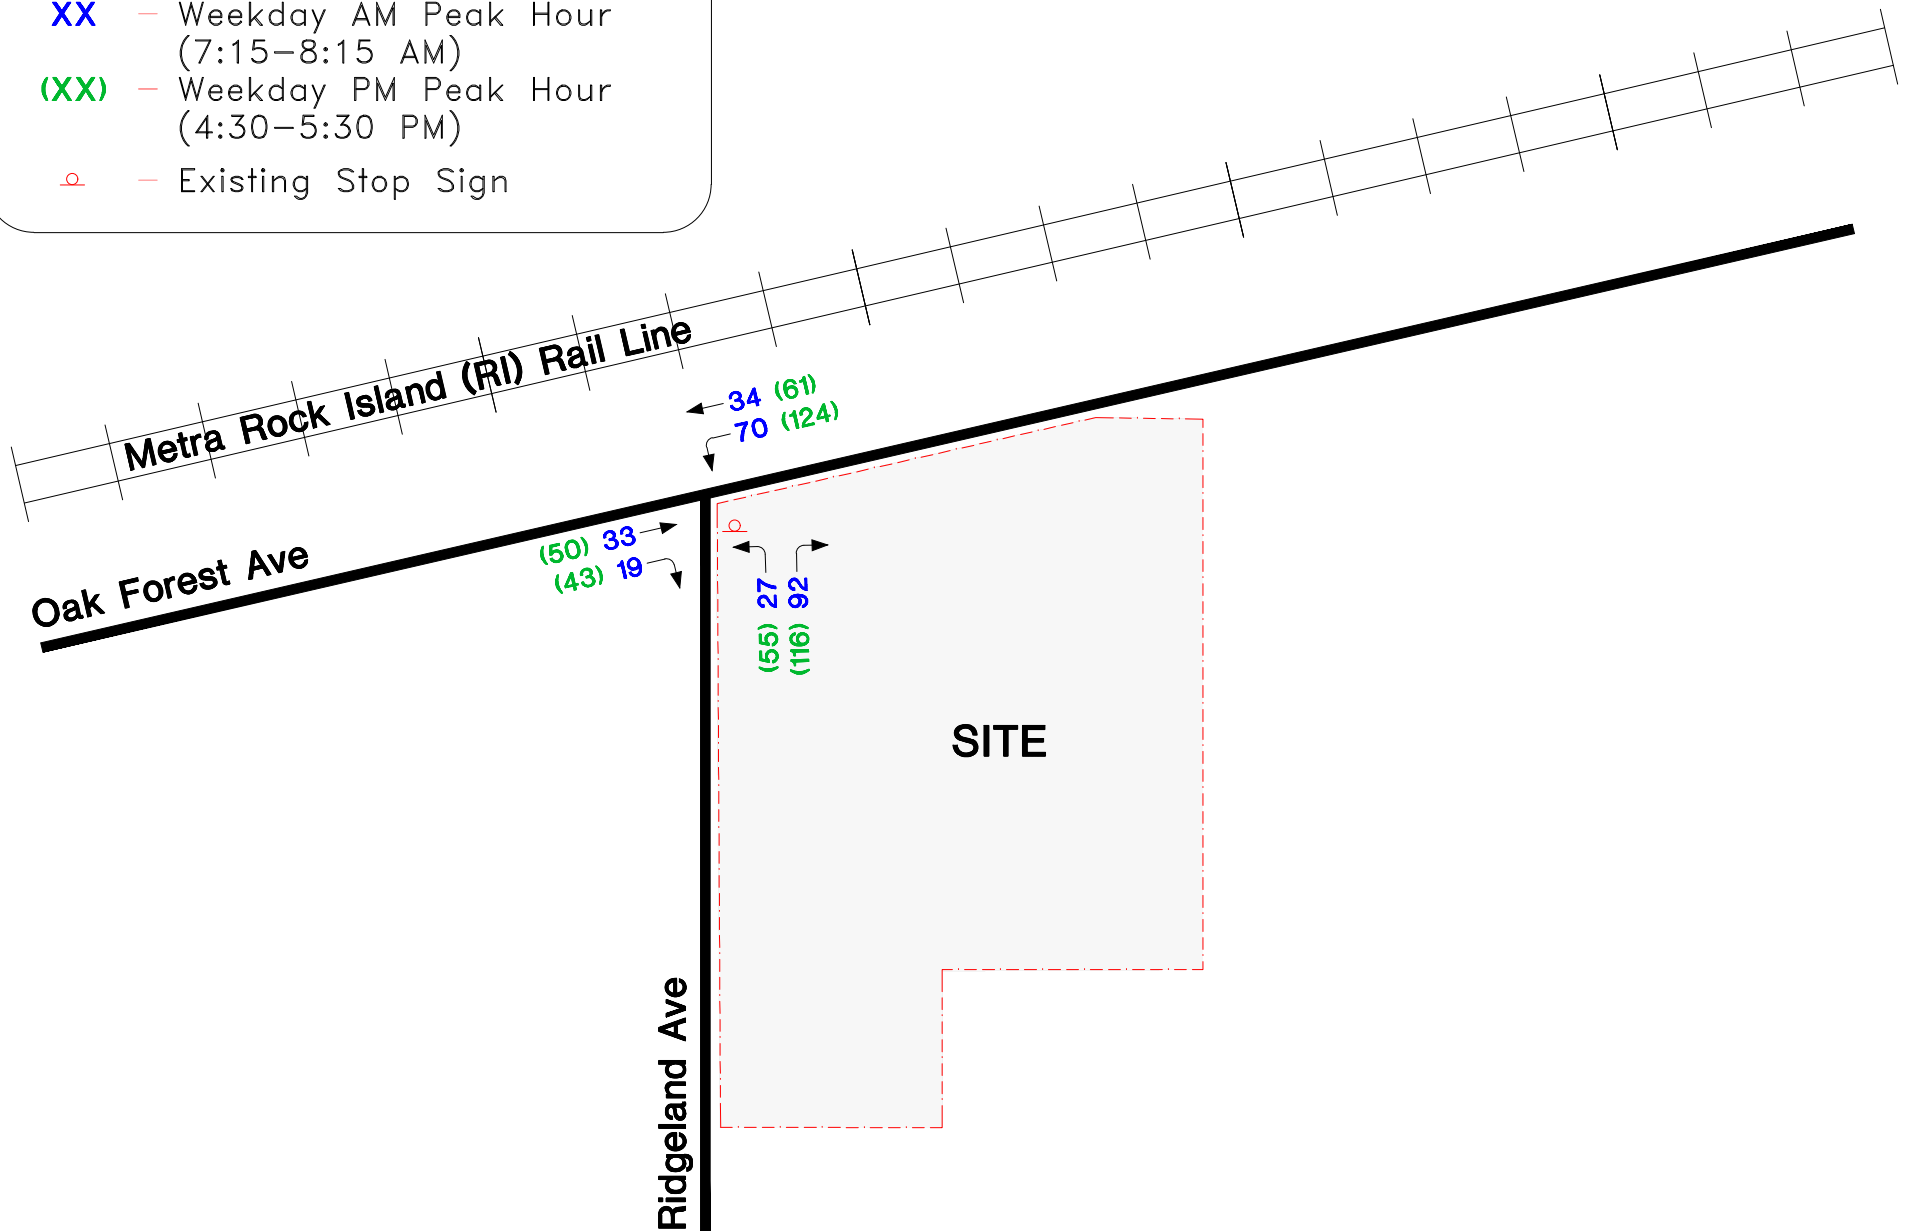 XX – Weekday AM Peak Hour
(7:15–8:15 AM)
(XX) – Weekday PM Peak Hour
(4:30–5:30 PM)
– Existing Stop Sign
Metra Rock Island (RI) Rail Line
34 (61)
70 (124)
Oak Forest Ave
(50) 33
(43) 19
(55) 27
(116) 92
SITE
Ridgeland Ave